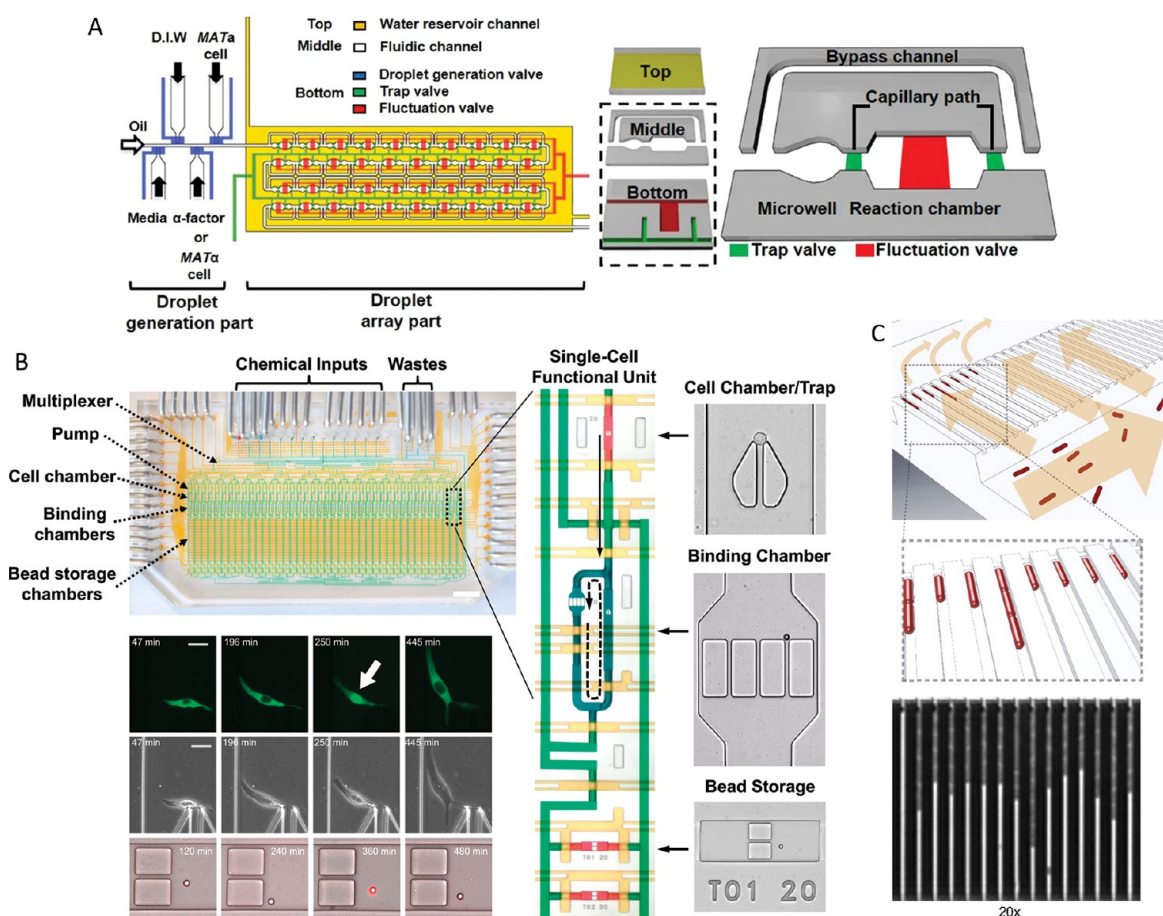 A
Top
Water reservoir channel
Middle
Fluidic channel
Bottom
Droplet generation valve
Trap valve
Fluctuation valve
D.I.W
MATa
cell
Oil
Media
α-factor
or
MATα
cell
Droplet
generation part
Droplet
array part
Top
Middle
Bottom
Bypass channel
Capillary path
Microwell
Reaction chamber
Trap valve
Fluctuation valve
B
Chemical Inputs
Wastes
Multiplexer
Pump
Cell chamber
Binding
chambers
Bead storage
chambers
47 min
196 min
250 min
445 min
47 min
196 min
250 min
445 min
120 min
240 min
360 min
480 min
Single-Cell
Functional Unit
20
T01 20
T02 20
Cell Chamber/Trap
Binding Chamber
Bead Storage
T01 20
C
20x